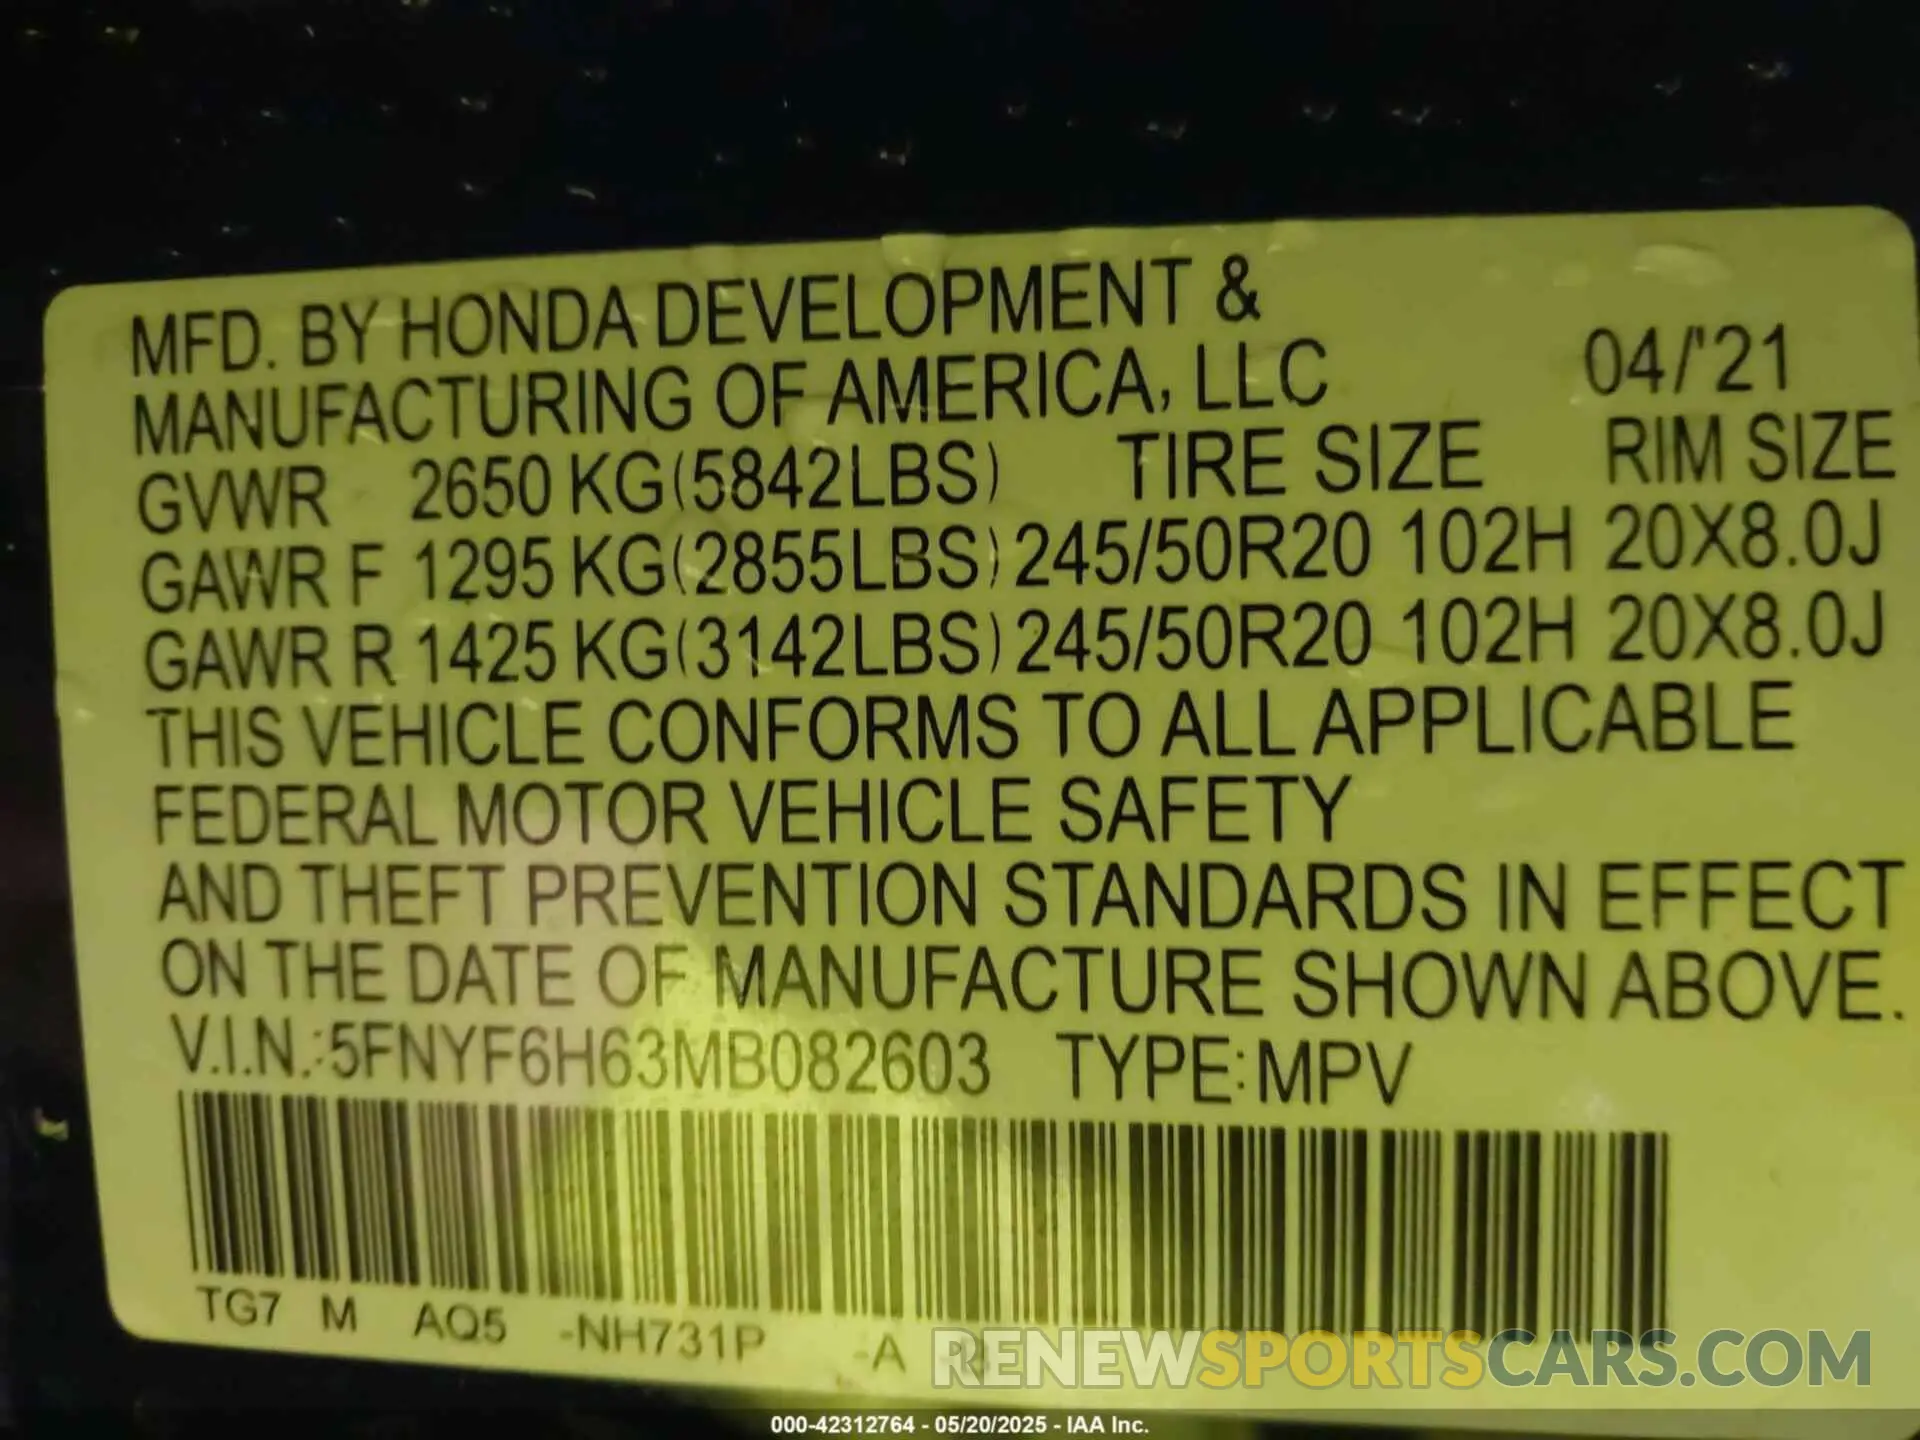 MFD. BY HONDA DEVELOPMENT &
MANUFACTURING OF AMERICA, LLC 04/'21
GVWR 2650 KG(5842LBS) TIRE SIZE RIM SIZE
GAWR F 1295 KG(2855LBS) 245/50R20 102H 20X8.0J
GAWR R 1425 KG(3142LBS) 245/50R20 102H 20X8.0J
THIS VEHICLE CONFORMS TO ALL APPLICABLE
FEDERAL MOTOR VEHICLE SAFETY
AND THEFT PREVENTION STANDARDS IN EFFECT
ON THE DATE OF MANUFACTURE SHOWN ABOVE.
V.I.N.:5FNYF6H63MB082603 TYPE:MPV
TG7 M AQ5 -NH731P -A
RENEWSPORTSCARS.COM
000-42312764 - 05/20/2025 - IAA Inc.